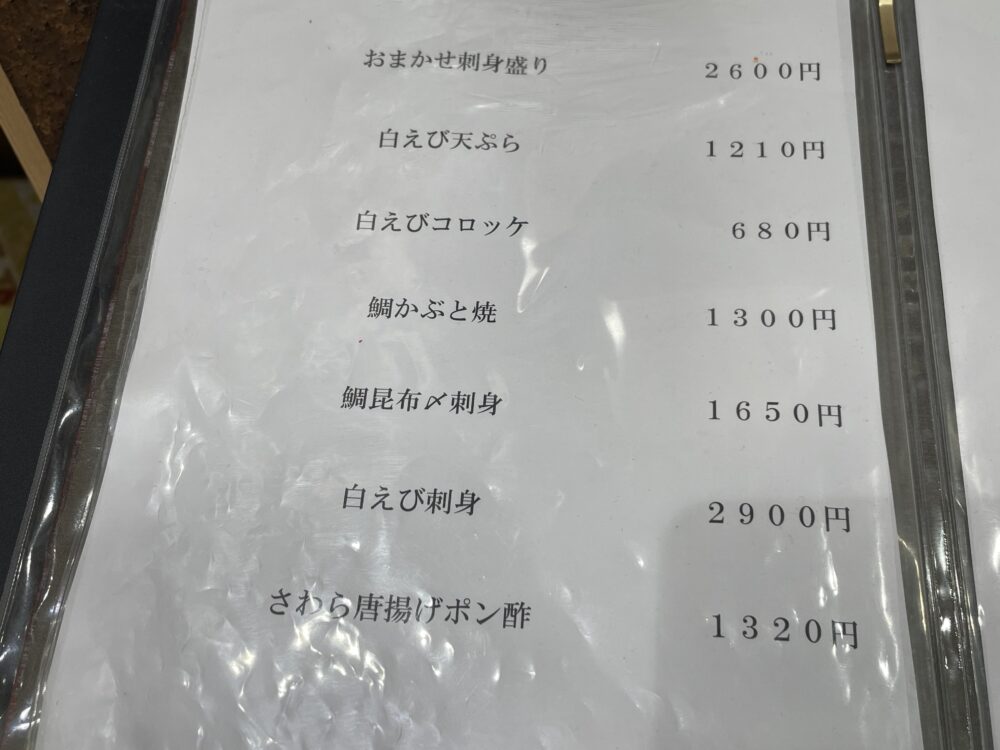 おまかせ刺身盛り ２６００円
白えび天ぷら １２１０円
白えびコロッケ ６８０円
鯛かぶと焼 １３００円
鯛昆布〆刺身 １６５０円
白えび刺身 ２９００円
さわら唐揚げポン酢 １３２０円